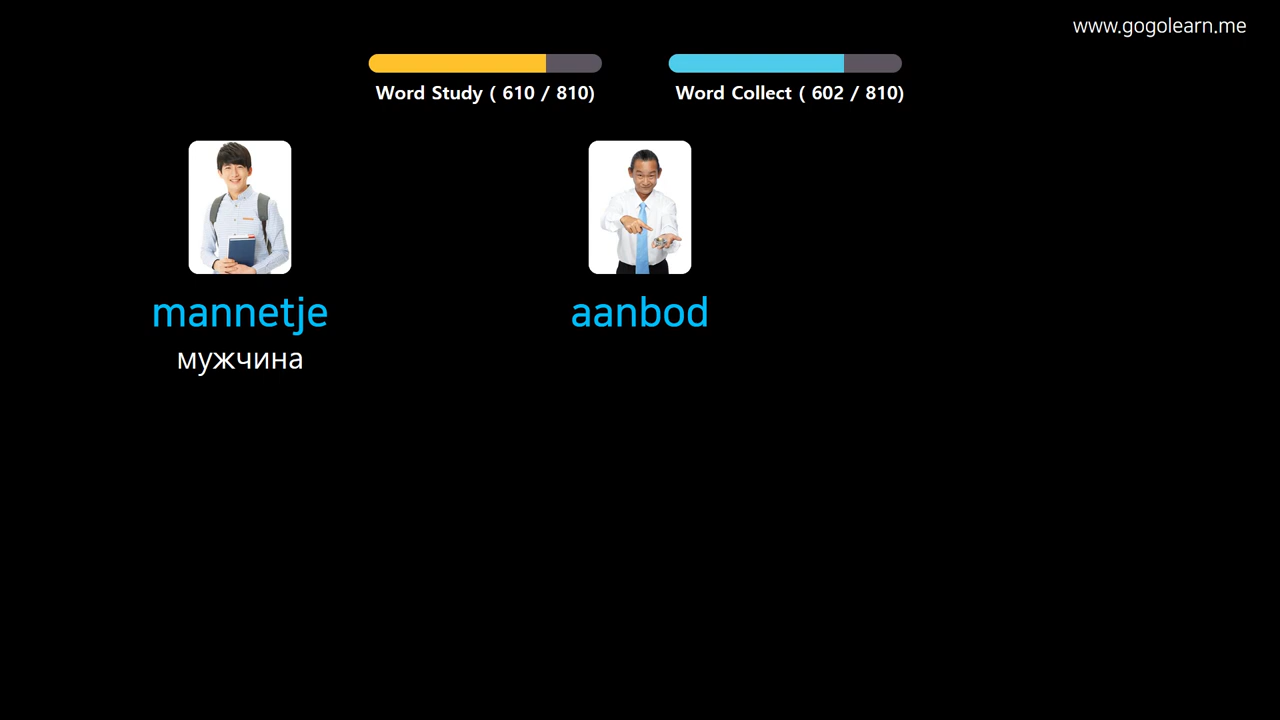 www.gogolearn.me
Word Study ( 610 / 810)
Word Collect ( 602 / 810)
mannetje
мужчина
aanbod